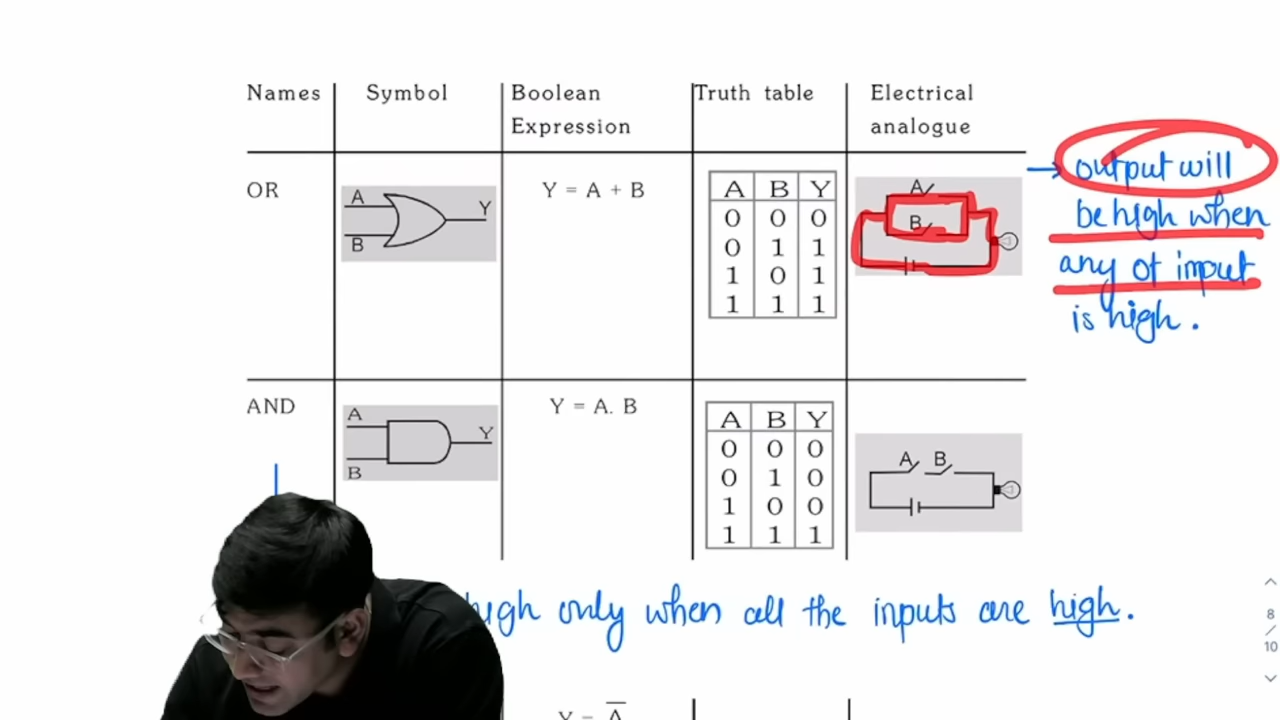 Names Symbol Boolean Expression Truth table Electrical analogue
OR
A
B
Y
Y = A + B
A B Y
0 0 0
0 1 1
1 0 1
1 1 1
A
B
→ output will
be high when
any of input
is high.
AND
A
B
Y
Y = A. B
A B Y
0 0 0
0 1 0
1 0 0
1 1 1
A B
high only when all the inputs are high.
Y = A̅
8
/
10